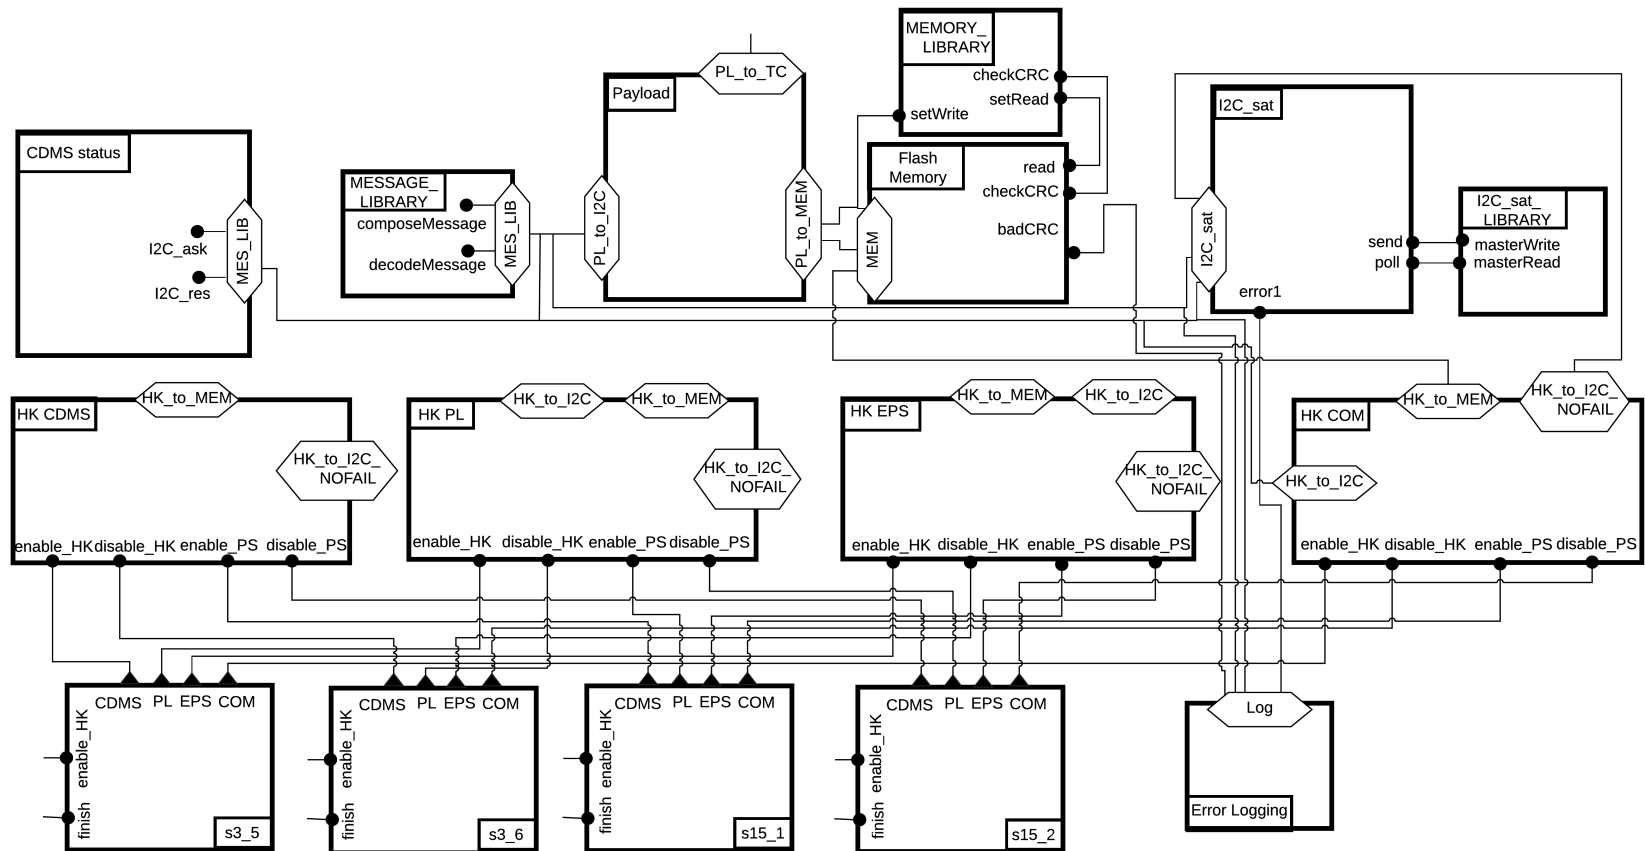 PL_to_TC
MEMORY_
LIBRARY
checkCRC
setRead
setWrite
Payload
PL_to_I2C
PL_to_MEM
Flash
Memory
read
checkCRC
badCRC
MEM
I2C_sat
I2C_sat
send
poll
error1
I2C_sat_
LIBRARY
masterWrite
masterRead
CDMS status
I2C_ask
I2C_res
MES_LIB
MESSAGE_
LIBRARY
composeMessage
decodeMessage
MES_LIB
HK CDMS
HK_to_MEM
HK_to_I2C_
NOFAIL
enable_HK
disable_HK
enable_PS
disable_PS
HK PL
HK_to_I2C
HK_to_MEM
HK_to_I2C_
NOFAIL
enable_HK
disable_HK
enable_PS
disable_PS
HK EPS
HK_to_MEM
HK_to_I2C
HK_to_I2C_
NOFAIL
enable_HK
disable_HK
enable_PS
disable_PS
HK COM
HK_to_MEM
HK_to_I2C_
NOFAIL
HK_to_I2C
enable_HK
disable_HK
enable_PS
disable_PS
CDMS
PL
EPS
COM
enable_HK
finish
s3_5
CDMS
PL
EPS
COM
enable_HK
finish
s3_6
CDMS
PL
EPS
COM
enable_HK
finish
s15_1
CDMS
PL
EPS
COM
enable_HK
finish
s15_2
Log
Error Logging